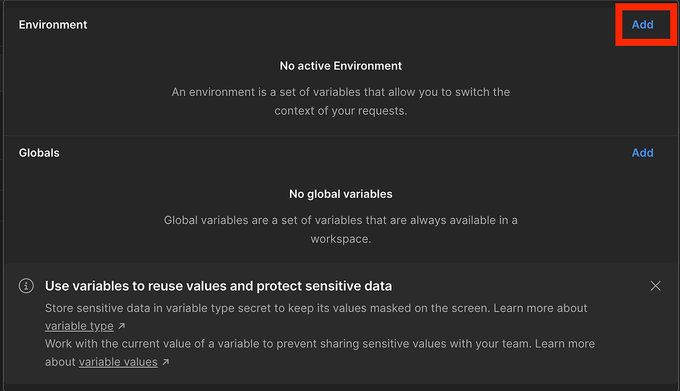 Environment Add
No active Environment
An environment is a set of variables that allow you to switch the
context of your requests.
Globals Add
No global variables
Global variables are a set of variables that are always available in a
workspace.
Use variables to reuse values and protect sensitive data
Store sensitive data in variable type secret to keep its values masked on the screen. Learn more about
variable type ↗
Work with the current value of a variable to prevent sharing sensitive values with your team. Learn more
about variable values ↗